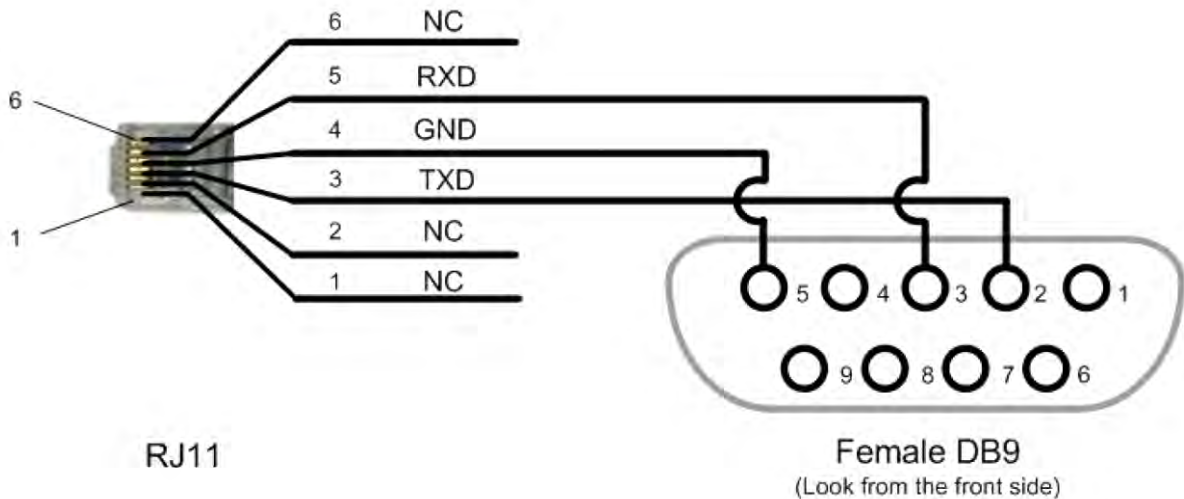 6 NC
5 RXD
6
4 GND
3 TXD
2 NC
1
1 NC
5 4 3 2 1
9 8 7 6
RJ11
Female DB9
(Look from the front side)